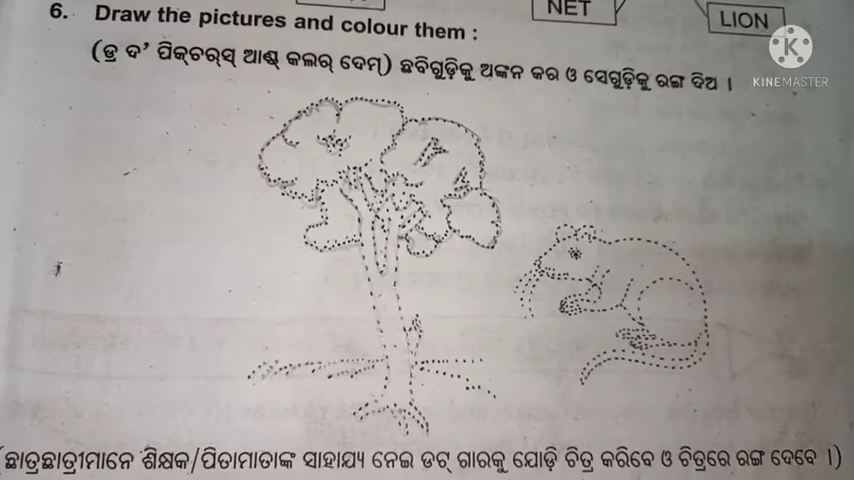 NET
LION
6. Draw the pictures and colour them :
(ଡ୍ର ଦ’ ପିକ୍‌ଚର୍‌ସ୍ ଆଣ୍ଡ୍ କଲର୍ ଦେମ୍) ଛବିଗୁଡ଼ିକୁ ଅଙ୍କନ କର ଓ ସେଗୁଡ଼ିକୁ ରଙ୍ଗ ଦିଅ ।
KINEMASTER
(ଛାତ୍ରଛାତ୍ରୀମାନେ ଶିକ୍ଷକ/ପିତାମାତାଙ୍କ ସାହାଯ୍ୟ ନେଇ ଡଟ୍ ଗାରକୁ ଯୋଡ଼ି ଚିତ୍ର କରିବେ ଓ ଚିତ୍ରରେ ରଙ୍ଗ ଦେବେ ।)